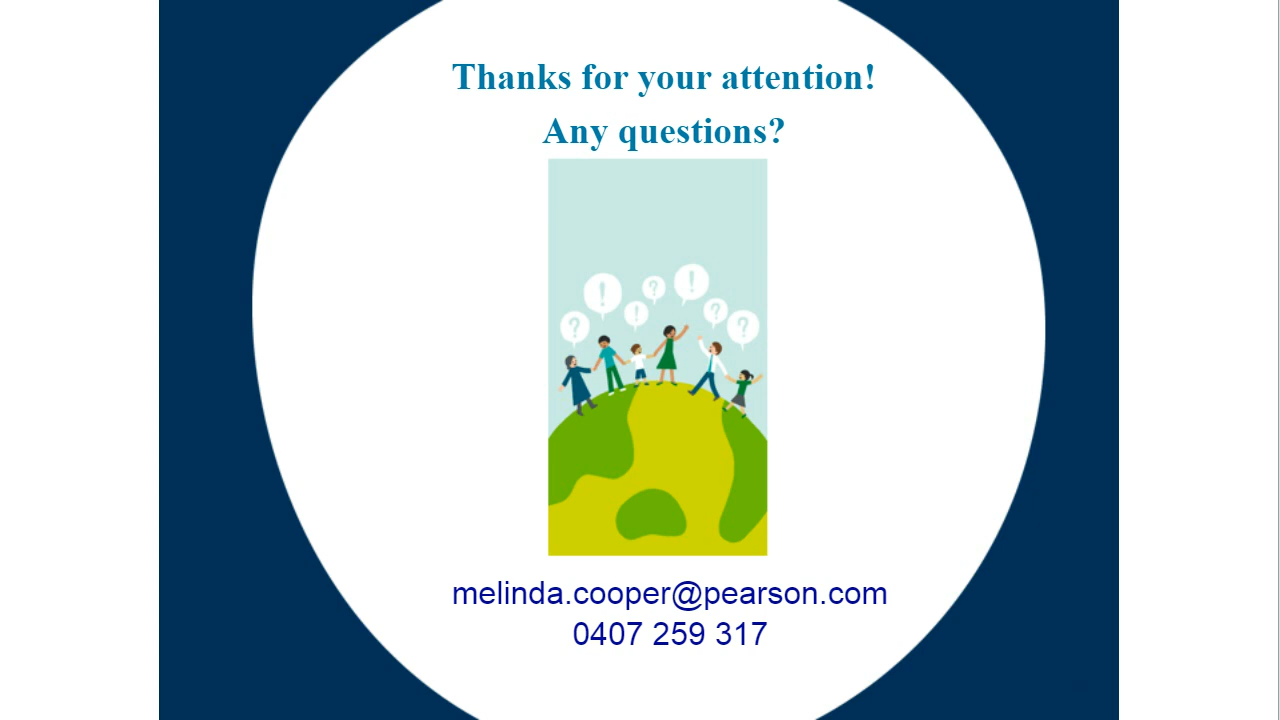 Thanks for your attention!
Any questions?
? ! ! ? ! ? ?
melinda.cooper@pearson.com
0407 259 317